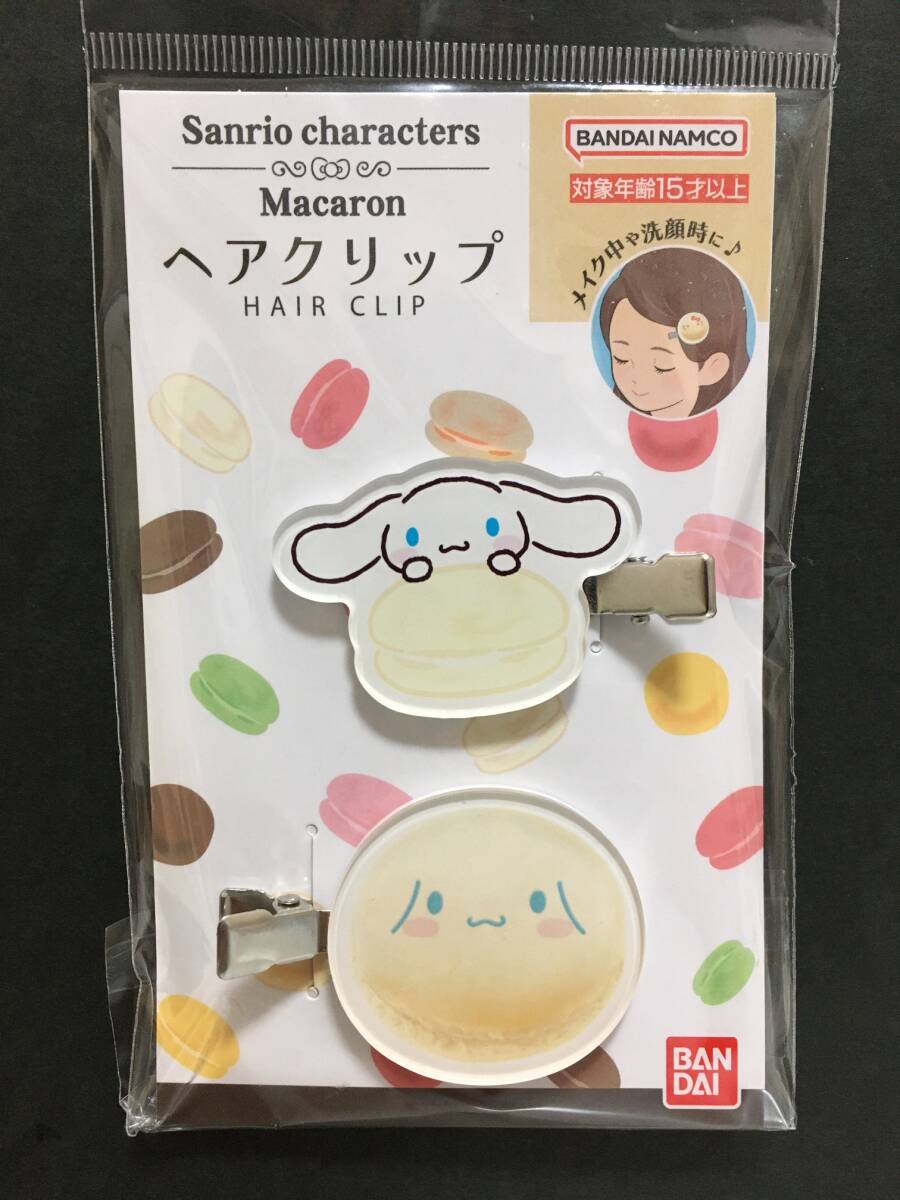 Sanrio characters
Macaron
ヘアクリップ
HAIR CLIP
BANDAI NAMCO
対象年齢15才以上
メイク中や洗顔時に♪
BAN
DAI